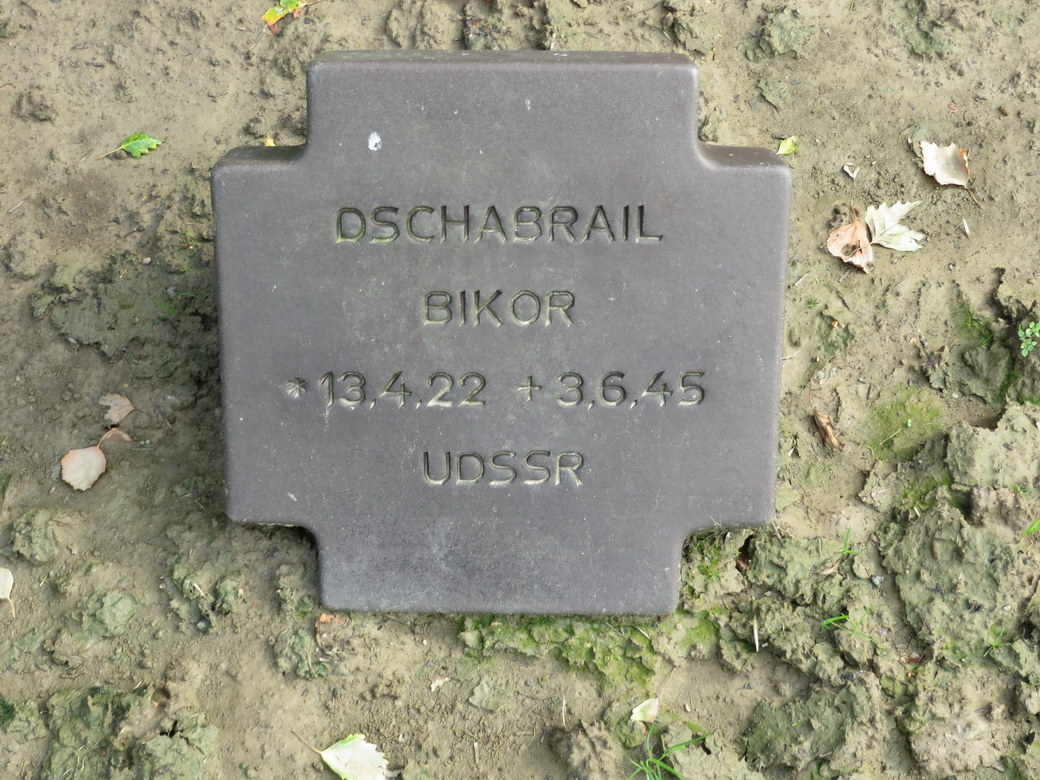 DSCHABRAIL
BIKOR
* 13.4.22 + 3.6.45
UDSSR